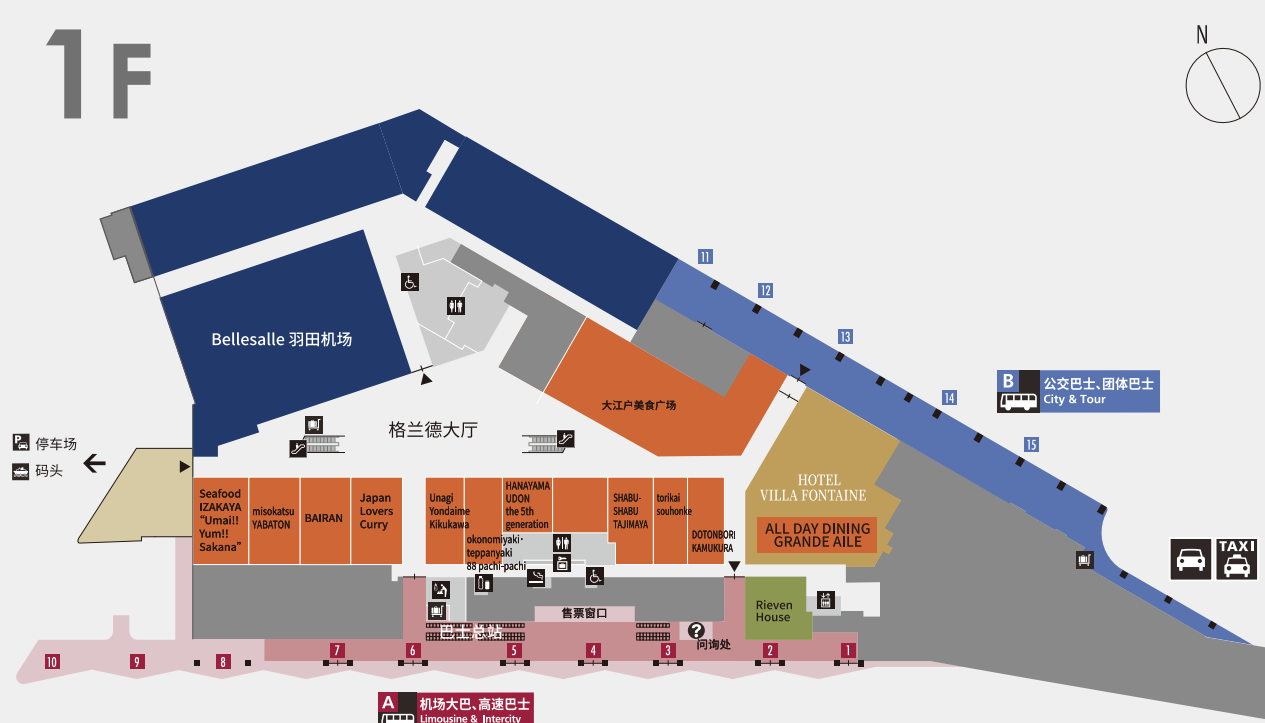 1F
N
11
12
13
14
15
Bellesalle 羽田机场
B
公交巴士、团体巴士
City & Tour
大江户美食广场
格兰德大厅
P
停车场
码头
HOTEL
VILLA FONTAINE
ALL DAY DINING
GRANDE AILE
Seafood
IZAKAYA
"Umai!!
Yum!!
Sakana"
misokatsu
YABATON
BAIRAN
Japan
Lovers
Curry
Unagi
Yondaime
Kikukawa
okonomiyaki·
teppanyaki
88 pachi-pachi
HANAYAMA
UDON
the 5th
generation
SHABU-
SHABU
TAJIMAYA
torikai
souhonke
DOTONBORI
KAMUKURA
TAXI
Rieven
House
售票窗口
巴士总站
?
问询处
10
9
8
7
6
5
4
3
2
1
A
机场大巴、高速巴士
Limousine & Intercity